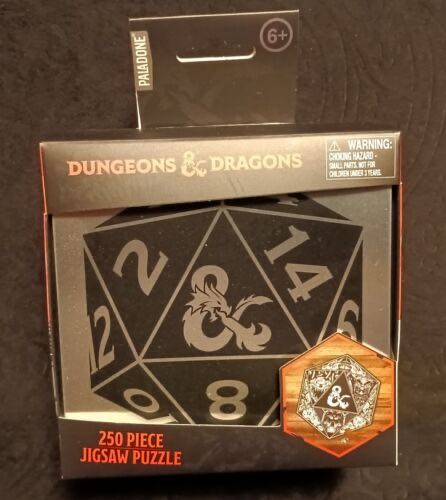 PALADONE
6+
DUNGEONS & DRAGONS
WARNING:
CHOKING HAZARD -
SMALL PARTS. NOT FOR
CHILDREN UNDER 3 YEARS.
2
14
&
12
8
250 PIECE
JIGSAW PUZZLE
&